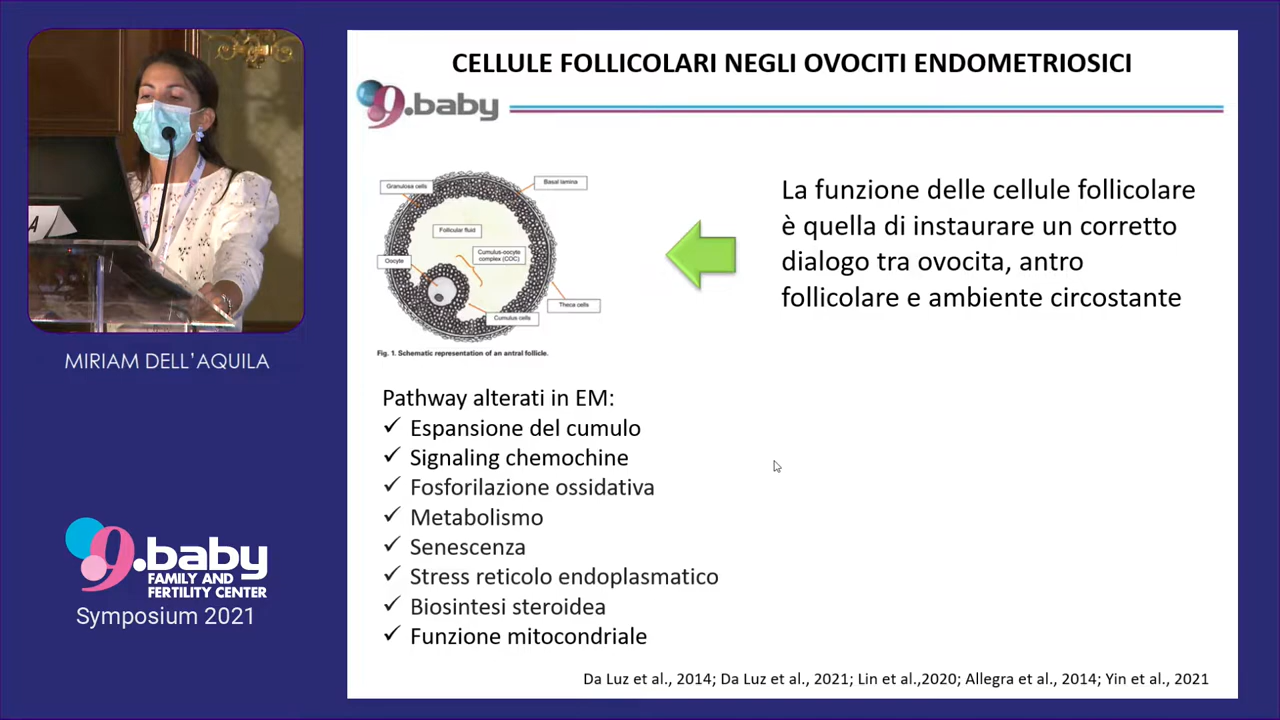 CELLULE FOLLICOLARI NEGLI OVOCITI ENDOMETRIOSICI
9.baby
Granulosa cells
Basal lamina
Follicular fluid
Cumulus-oocyte
complex (COC)
Oocyte
Theca cells
Cumulus cells
Fig. 1. Schematic representation of an antral follicle.
La funzione delle cellule follicolare
è quella di instaurare un corretto
dialogo tra ovocita, antro
follicolare e ambiente circostante
Pathway alterati in EM:
✓ Espansione del cumulo
✓ Signaling chemochine
✓ Fosforilazione ossidativa
✓ Metabolismo
✓ Senescenza
✓ Stress reticolo endoplasmatico
✓ Biosintesi steroidea
✓ Funzione mitocondriale
Da Luz et al., 2014; Da Luz et al., 2021; Lin et al.,2020; Allegra et al., 2014; Yin et al., 2021
A
MIRIAM DELL'AQUILA
9.baby
FAMILY AND
FERTILITY CENTER
Symposium 2021